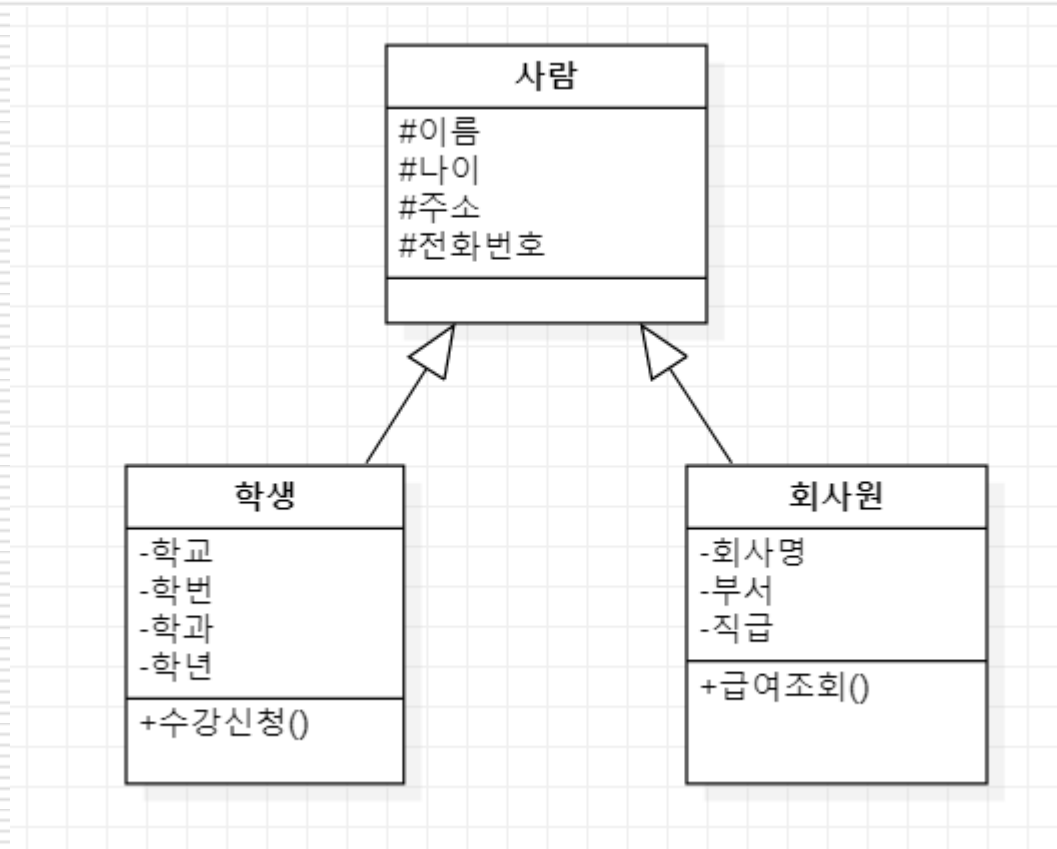 사람
#이름
#나이
#주소
#전화번호
학생
-학교
-학번
-학과
-학년
+수강신청()
회사원
-회사명
-부서
-직급
+급여조회()